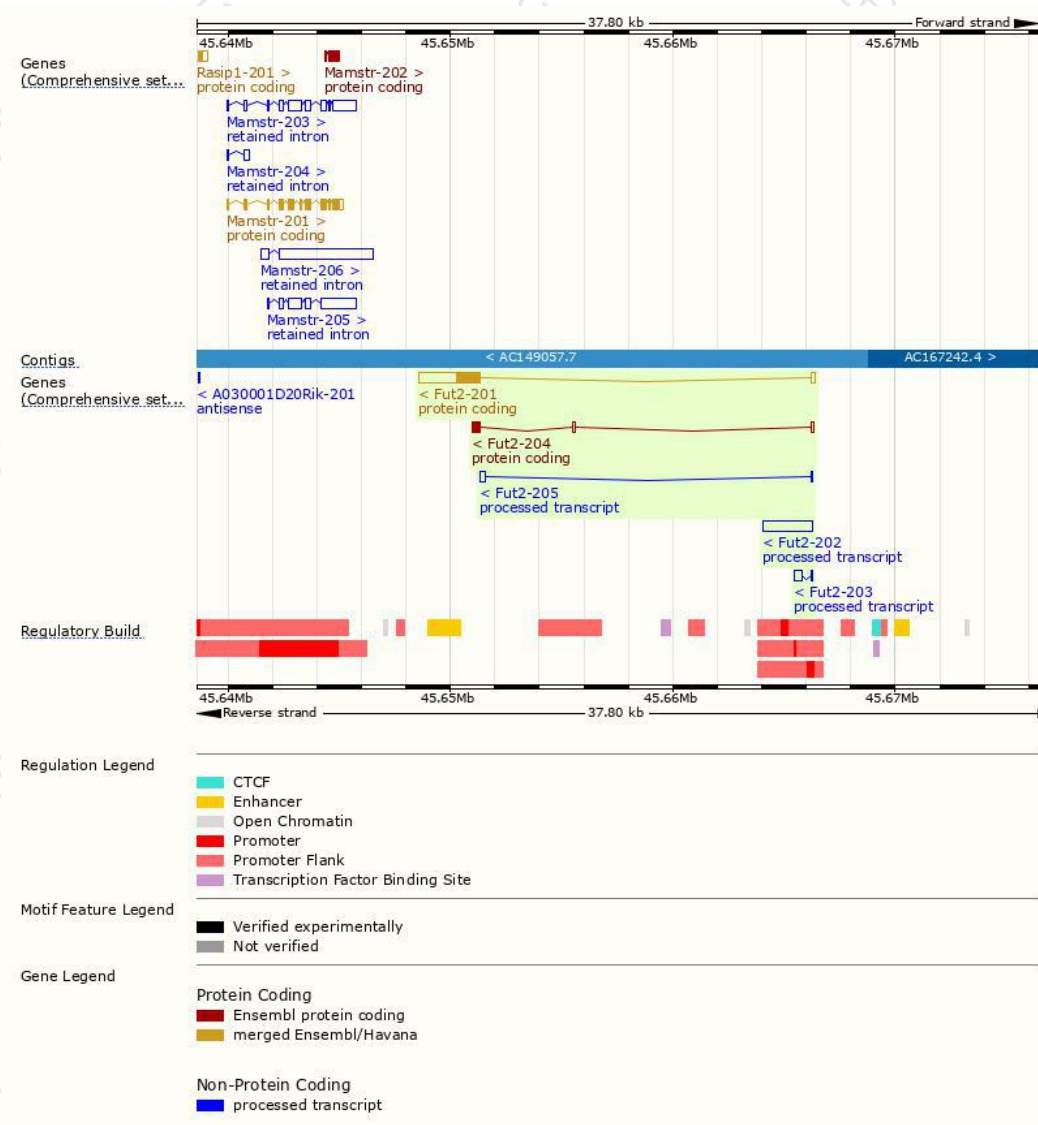 37.80 kb Forward strand
45.64Mb 45.65Mb 45.66Mb 45.67Mb
Genes
(Comprehensive set...
Rasip1-201 > Mamstr-202 >
protein coding protein coding
Mamstr-203 >
retained intron
Mamstr-204 >
retained intron
Mamstr-201 >
protein coding
Mamstr-206 >
retained intron
Mamstr-205 >
retained intron
Contigs < AC149057.7 AC167242.4 >
Genes
(Comprehensive set...
< A030001D20Rik-201 < Fut2-201
antisense protein coding
< Fut2-204
protein coding
< Fut2-205
processed transcript
< Fut2-202
processed transcript
< Fut2-203
processed transcript
Regulatory Build
45.64Mb 45.65Mb 45.66Mb 45.67Mb
Reverse strand 37.80 kb
Regulation Legend
CTCF
Enhancer
Open Chromatin
Promoter
Promoter Flank
Transcription Factor Binding Site
Motif Feature Legend
Verified experimentally
Not verified
Gene Legend
Protein Coding
Ensembl protein coding
merged Ensembl/Havana
Non-Protein Coding
processed transcript